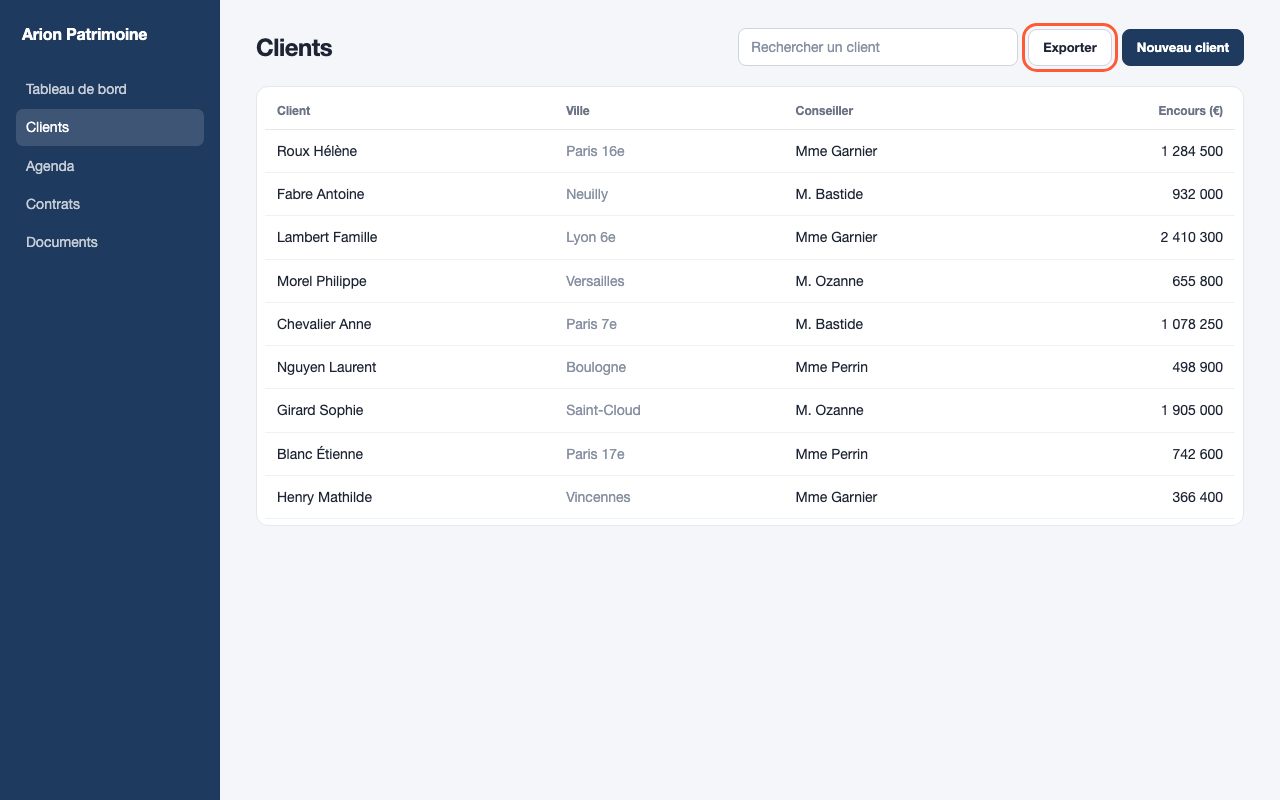 Arion Patrimoine
Tableau de bord
Clients
Agenda
Contrats
Documents
Clients
Rechercher un client
Exporter
Nouveau client
Client Ville Conseiller Encours (€)
Roux Hélène Paris 16e Mme Garnier 1 284 500
Fabre Antoine Neuilly M. Bastide 932 000
Lambert Famille Lyon 6e Mme Garnier 2 410 300
Morel Philippe Versailles M. Ozanne 655 800
Chevalier Anne Paris 7e M. Bastide 1 078 250
Nguyen Laurent Boulogne Mme Perrin 498 900
Girard Sophie Saint-Cloud M. Ozanne 1 905 000
Blanc Étienne Paris 17e Mme Perrin 742 600
Henry Mathilde Vincennes Mme Garnier 366 400